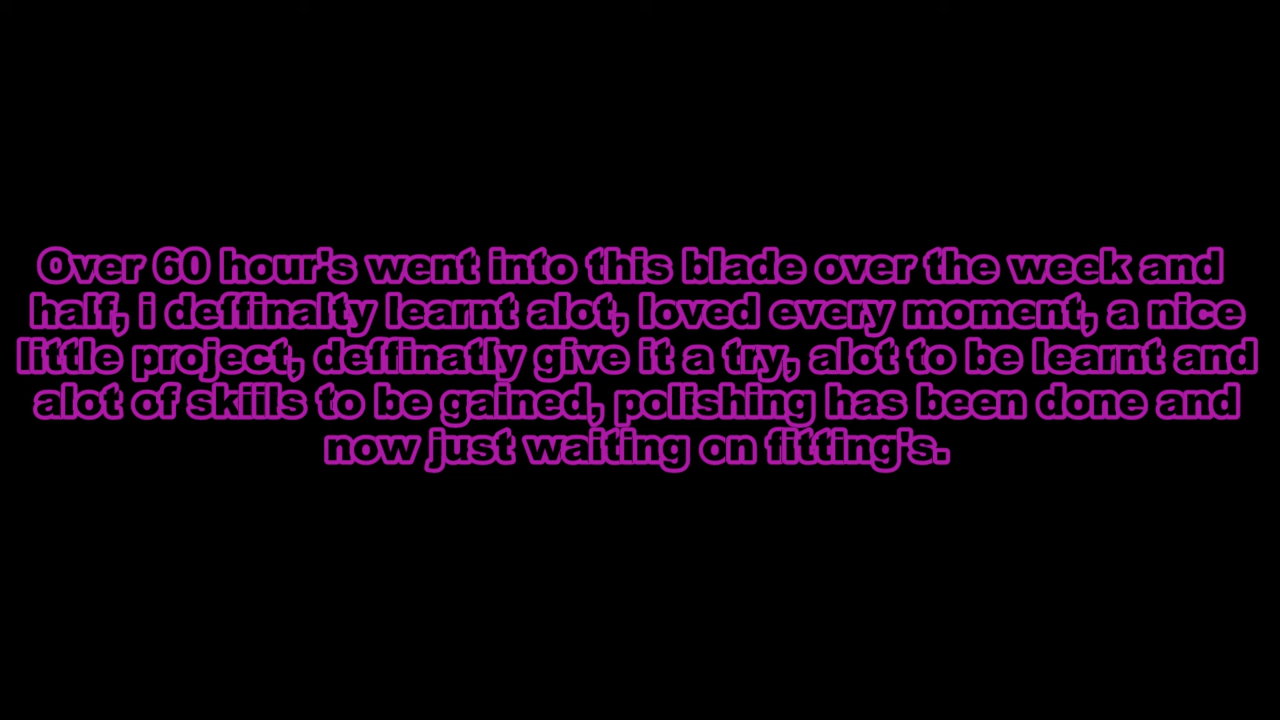 Over 60 hour's went into this blade over the week and
half, i deffinalty learnt alot, loved every moment, a nice
little project, deffinatly give it a try, alot to be learnt and
alot of skiils to be gained, polishing has been done and
now just waiting on fitting's.